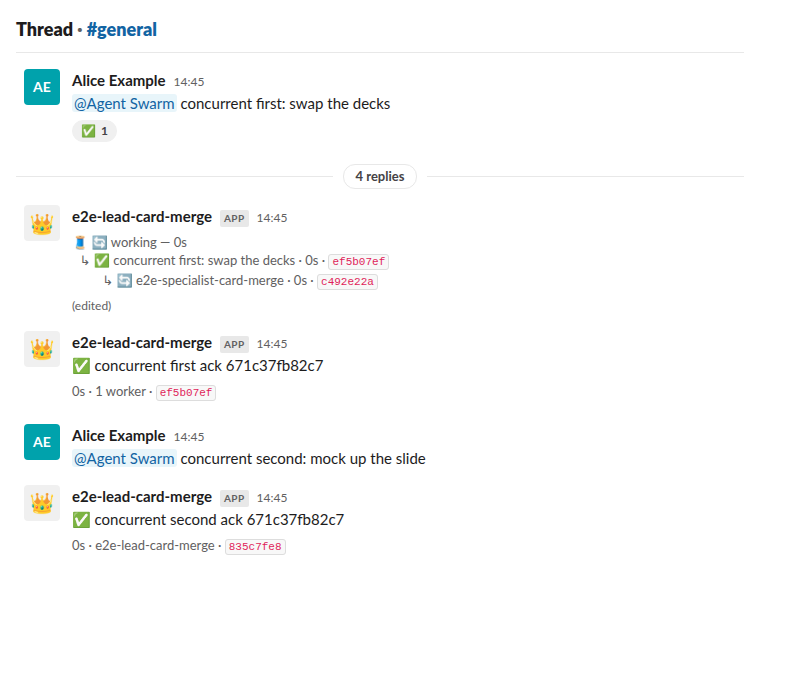 Thread • #general
AE
Alice Example 14:45
@Agent Swarm concurrent first: swap the decks
✅ 1
4 replies
e2e-lead-card-merge APP 14:45
🧵 🔄 working — 0s
↳ ✅ concurrent first: swap the decks · 0s · ef5b07ef
↳ 🔄 e2e-specialist-card-merge · 0s · c492e22a
(edited)
e2e-lead-card-merge APP 14:45
✅ concurrent first ack 671c37fb82c7
0s · 1 worker · ef5b07ef
AE
Alice Example 14:45
@Agent Swarm concurrent second: mock up the slide
e2e-lead-card-merge APP 14:45
✅ concurrent second ack 671c37fb82c7
0s · e2e-lead-card-merge · 835c7fe8